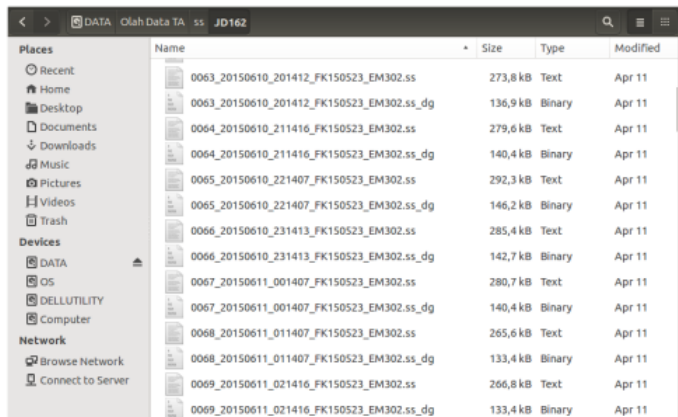 DATA Olah Data TA ss JD162
Places
Recent
Home
Desktop
Documents
Downloads
Music
Pictures
Videos
Trash
Devices
DATA
OS
DELLUTILITY
Computer
Network
Browse Network
Connect to Server
Name Size Type Modified
0063_20150610_201412_FK150523_EM302.ss 273,8 kB Text Apr 11
0063_20150610_201412_FK150523_EM302.ss_dg 136,9 kB Binary Apr 11
0064_20150610_211416_FK150523_EM302.ss 279,6 kB Text Apr 11
0064_20150610_211416_FK150523_EM302.ss_dg 140,4 kB Binary Apr 11
0065_20150610_221407_FK150523_EM302.ss 292,3 kB Text Apr 11
0065_20150610_221407_FK150523_EM302.ss_dg 146,2 kB Binary Apr 11
0066_20150610_231413_FK150523_EM302.ss 285,4 kB Text Apr 11
0066_20150610_231413_FK150523_EM302.ss_dg 142,7 kB Binary Apr 11
0067_20150611_001407_FK150523_EM302.ss 280,7 kB Text Apr 11
0067_20150611_001407_FK150523_EM302.ss_dg 140,4 kB Binary Apr 11
0068_20150611_011407_FK150523_EM302.ss 265,6 kB Text Apr 11
0068_20150611_011407_FK150523_EM302.ss_dg 133,4 kB Binary Apr 11
0069_20150611_021416_FK150523_EM302.ss 266,8 kB Text Apr 11
0069_20150611_021416_FK150523_EM302.ss_dg 133,4 kB Binary Apr 11